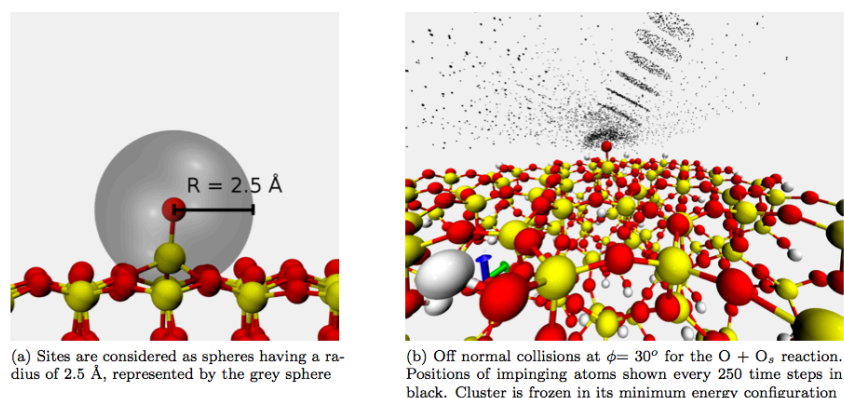 R = 2.5 Å
(a) Sites are considered as spheres having a ra-
dius of 2.5 Å, represented by the grey sphere
(b) Off normal collisions at ϕ= 30° for the O + Oₛ reaction.
Positions of impinging atoms shown every 250 time steps in
black. Cluster is frozen in its minimum energy configuration